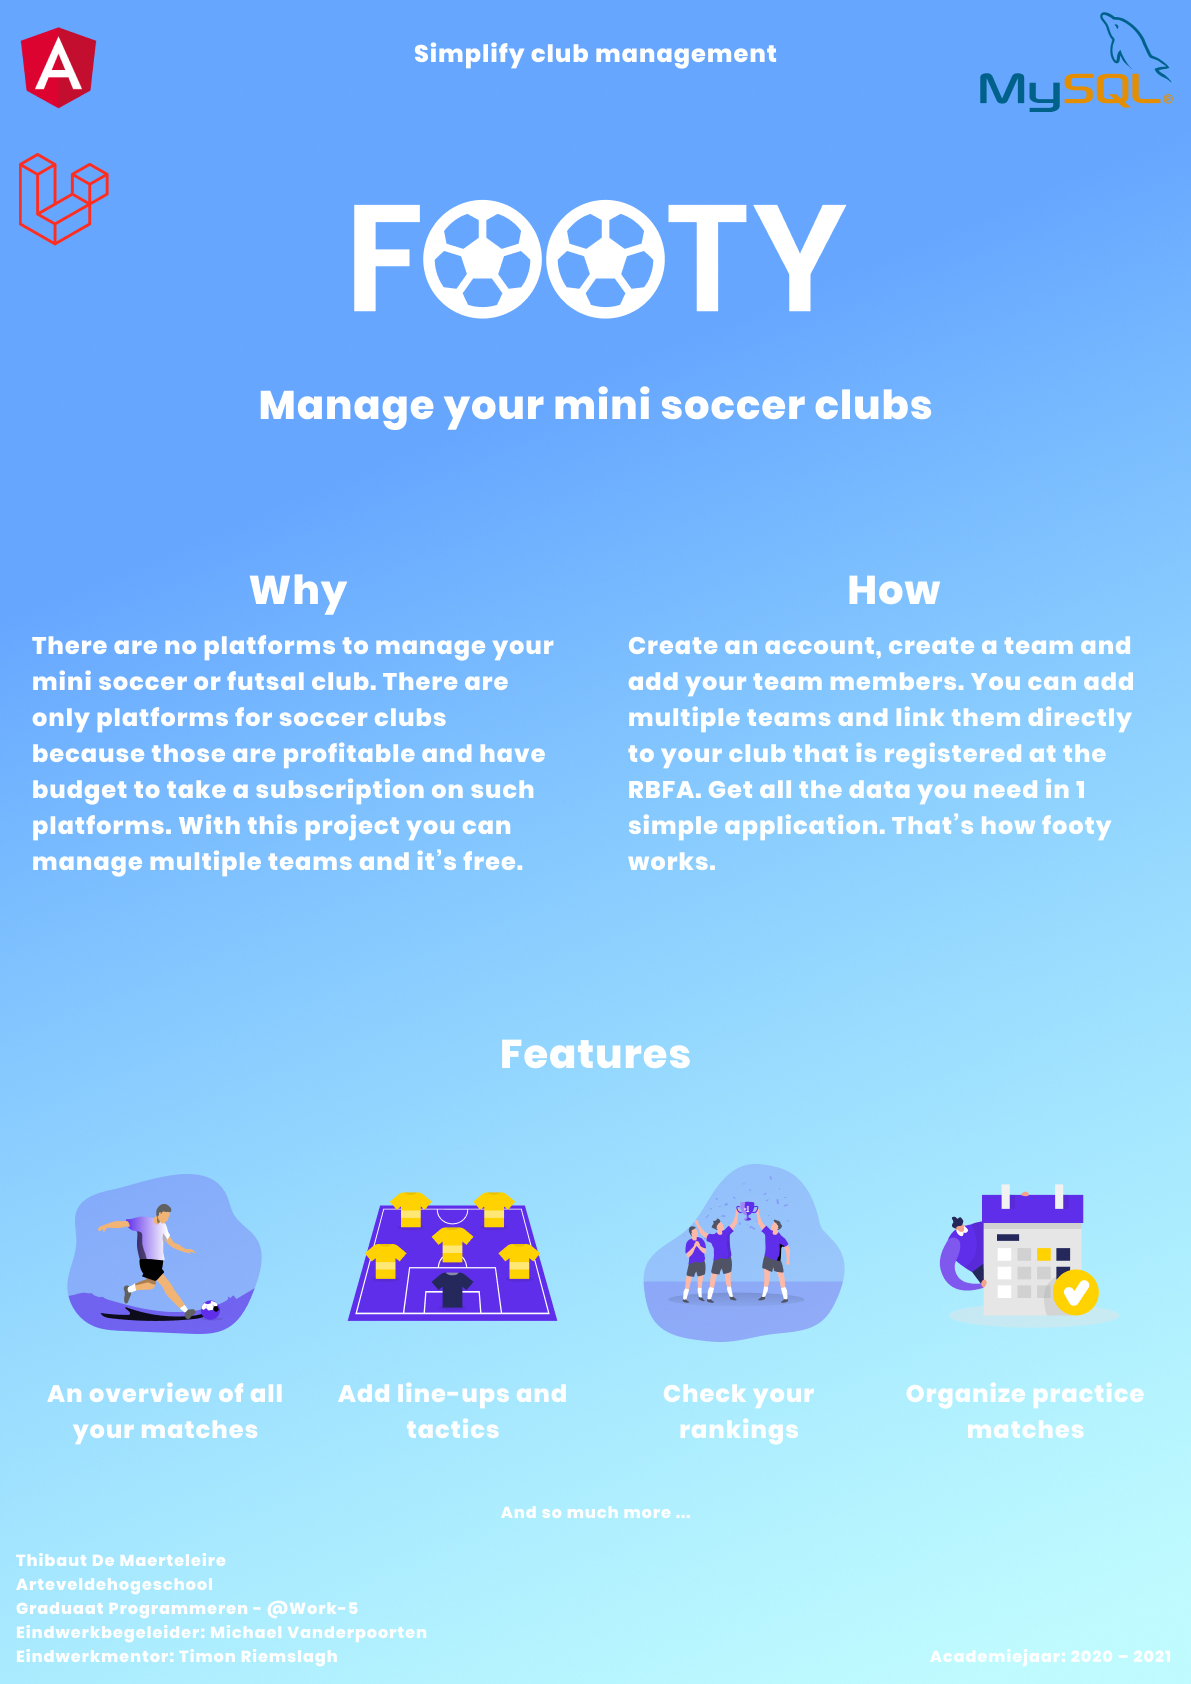 Simplify club management
MySQL®
FOOTY
Manage your mini soccer clubs
Why
There are no platforms to manage your
mini soccer or futsal club. There are
only platforms for soccer clubs
because those are profitable and have
budget to take a subscription on such
platforms. With this project you can
manage multiple teams and it's free.
How
Create an account, create a team and
add your team members. You can add
multiple teams and link them directly
to your club that is registered at the
RBFA. Get all the data you need in 1
simple application. That's how footy
works.
Features
An overview of all
your matches
Add line-ups and
tactics
Check your
rankings
Organize practice
matches
And so much more ...
Thibaut De Maerteleire
Arteveldehogeschool
Graduaat Programmeren - @Work-5
Eindwerkbegeleider: Michael Vanderpoorten
Eindwerkmentor: Timon Riemslagh
Academiejaar: 2020 – 2021